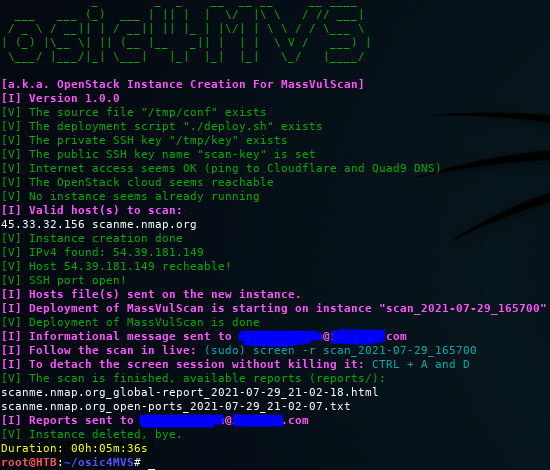 [a.k.a. OpenStack Instance Creation For MassVulScan]
[I] Version 1.0.0
[V] The source file "/tmp/conf" exists
[V] The deployment script "./deploy.sh" exists
[V] The private SSH key "/tmp/key" exists
[V] The public SSH key name "scan-key" is set
[V] Internet access seems OK (ping to Cloudflare and Quad9 DNS)
[V] The OpenStack cloud seems reachable
[V] No instance seems already running
[I] Valid host(s) to scan:
45.33.32.156 scanme.nmap.org
[V] Instance creation done
[V] IPv4 found: 54.39.181.149
[V] Host 54.39.181.149 recheable!
[V] SSH port open!
[I] Hosts file(s) sent on the new instance.
[I] Deployment of MassVulScan is starting on instance "scan_2021-07-29_165700"
[V] Deployment of MassVulScan is done
[I] Informational message sent to @ com
[I] Follow the scan in live: (sudo) screen -r scan_2021-07-29_165700
[I] To detach the screen session without killing it: CTRL + A and D
[V] The scan is finished, available reports (reports/):
scanme.nmap.org_global-report_2021-07-29_21-02-18.html
scanme.nmap.org_open-ports_2021-07-29_21-02-07.txt
[I] Reports sent to @ .com
[V] Instance deleted, bye.
Duration: 00h:05m:36s
root@HTB:~/osic4MVS#